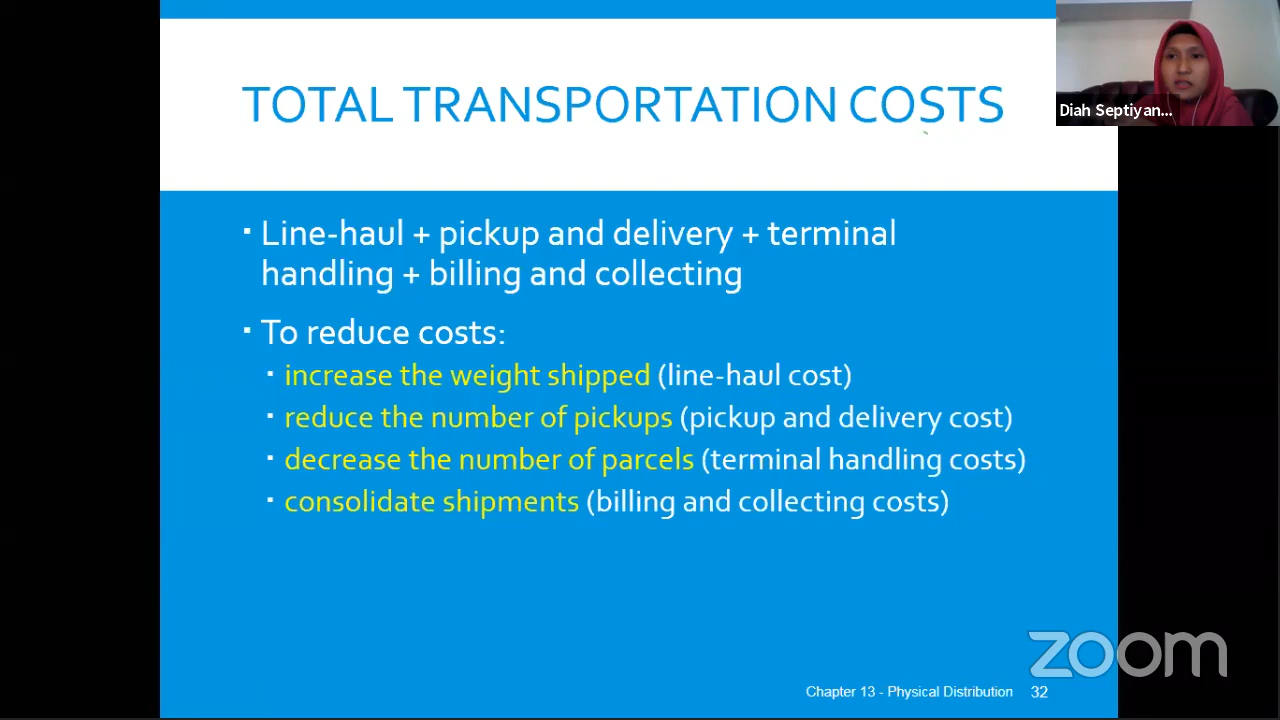 TOTAL TRANSPORTATION COSTS
Diah Septiyan...
▪ Line-haul + pickup and delivery + terminal
handling + billing and collecting
▪ To reduce costs:
▪ increase the weight shipped (line-haul cost)
▪ reduce the number of pickups (pickup and delivery cost)
▪ decrease the number of parcels (terminal handling costs)
▪ consolidate shipments (billing and collecting costs)
zoom
Chapter 13 - Physical Distribution 32